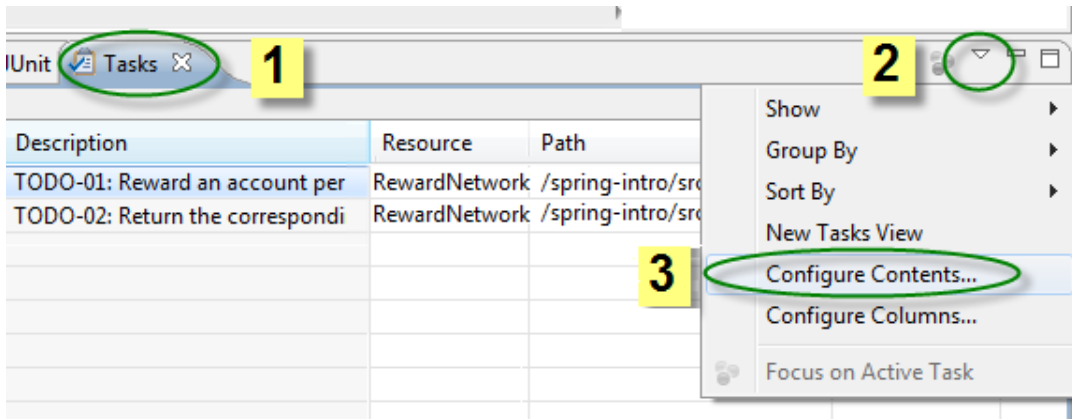 JUnit Tasks 1 2
Show
Description Resource Path Group By
TODO-01: Reward an account per RewardNetwork /spring-intro/src Sort By
TODO-02: Return the correspondi RewardNetwork /spring-intro/src
New Tasks View
3 Configure Contents...
Configure Columns...
Focus on Active Task